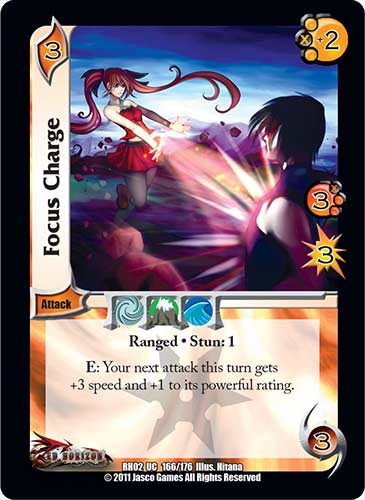 3
+2
Focus Charge
3
3
Attack
Ranged • Stun: 1
E: Your next attack this turn gets
+3 speed and +1 to its powerful rating.
3
RED HORIZON
RH02 UC 166/176 Illus. Hitana
© 2011 Jasco Games All Rights Reserved